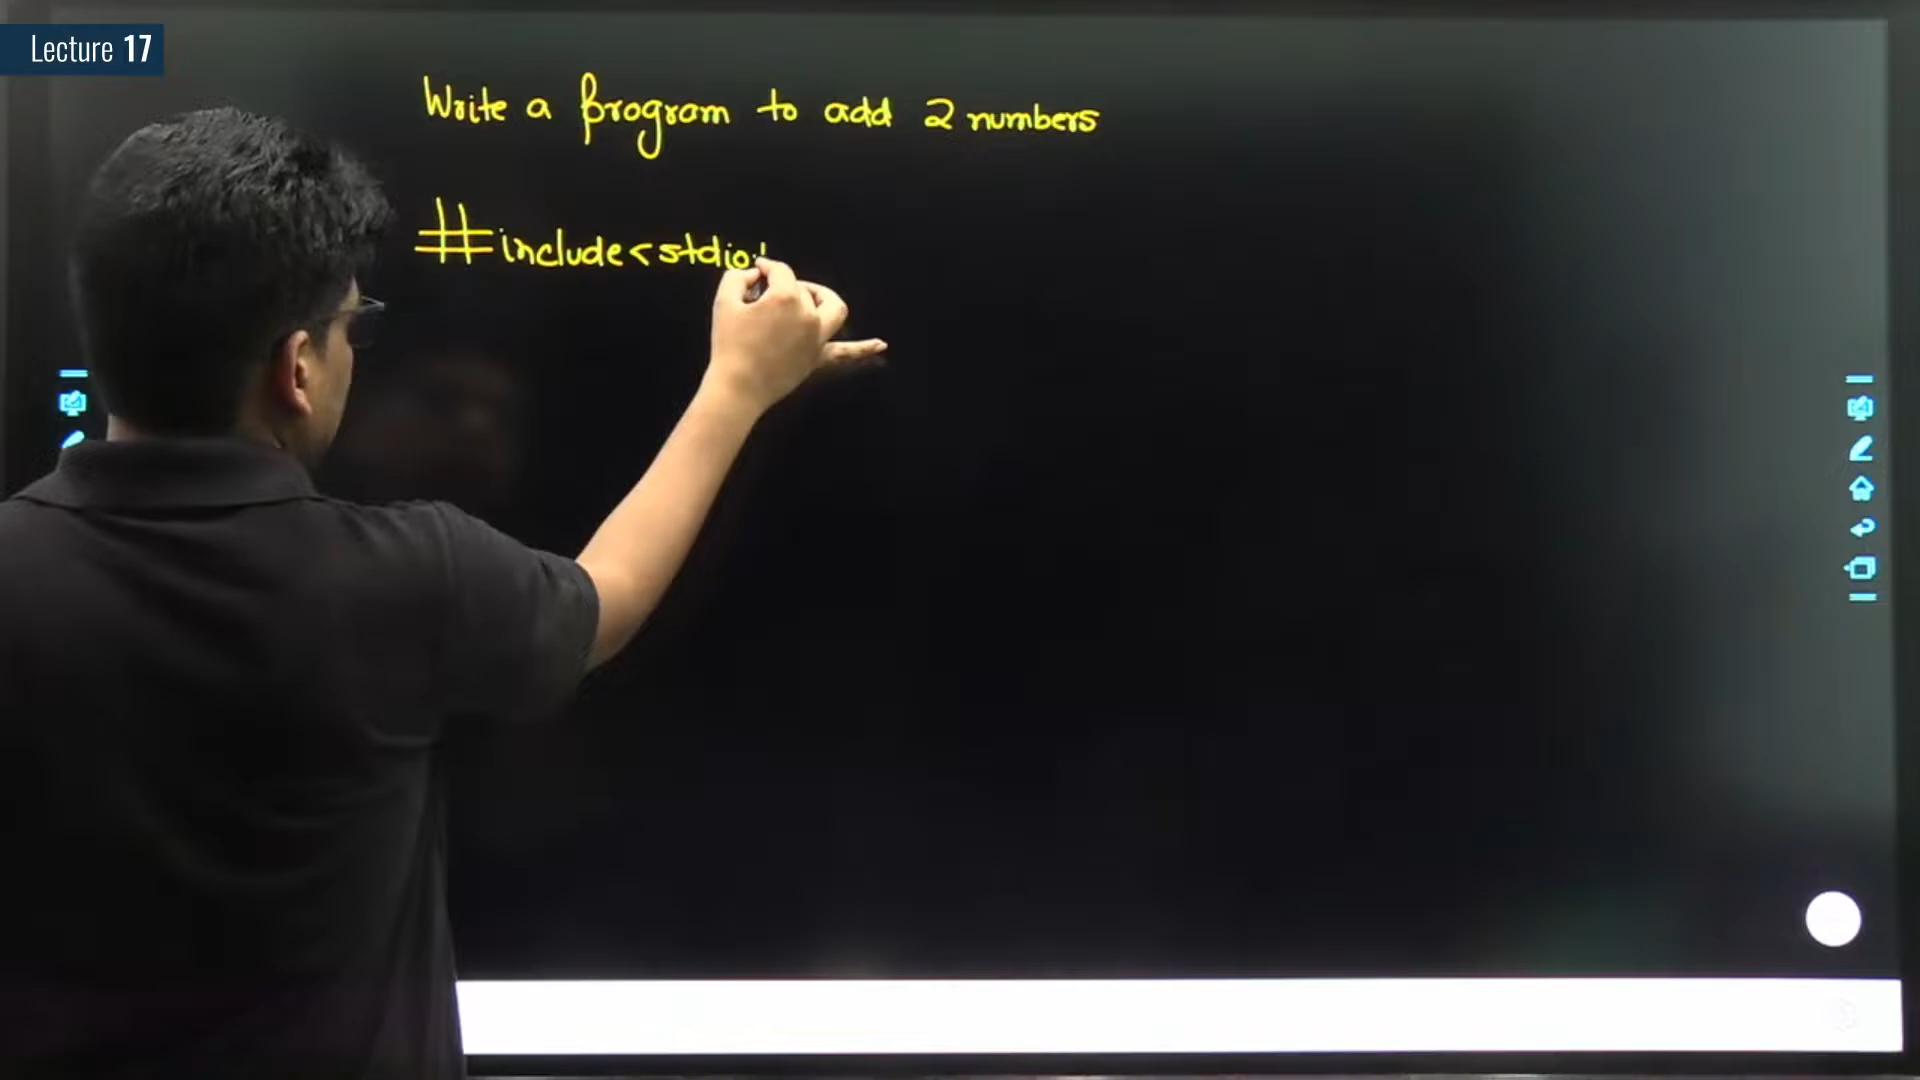 Lecture 17
Write a program to add 2 numbers
#include<stdio.